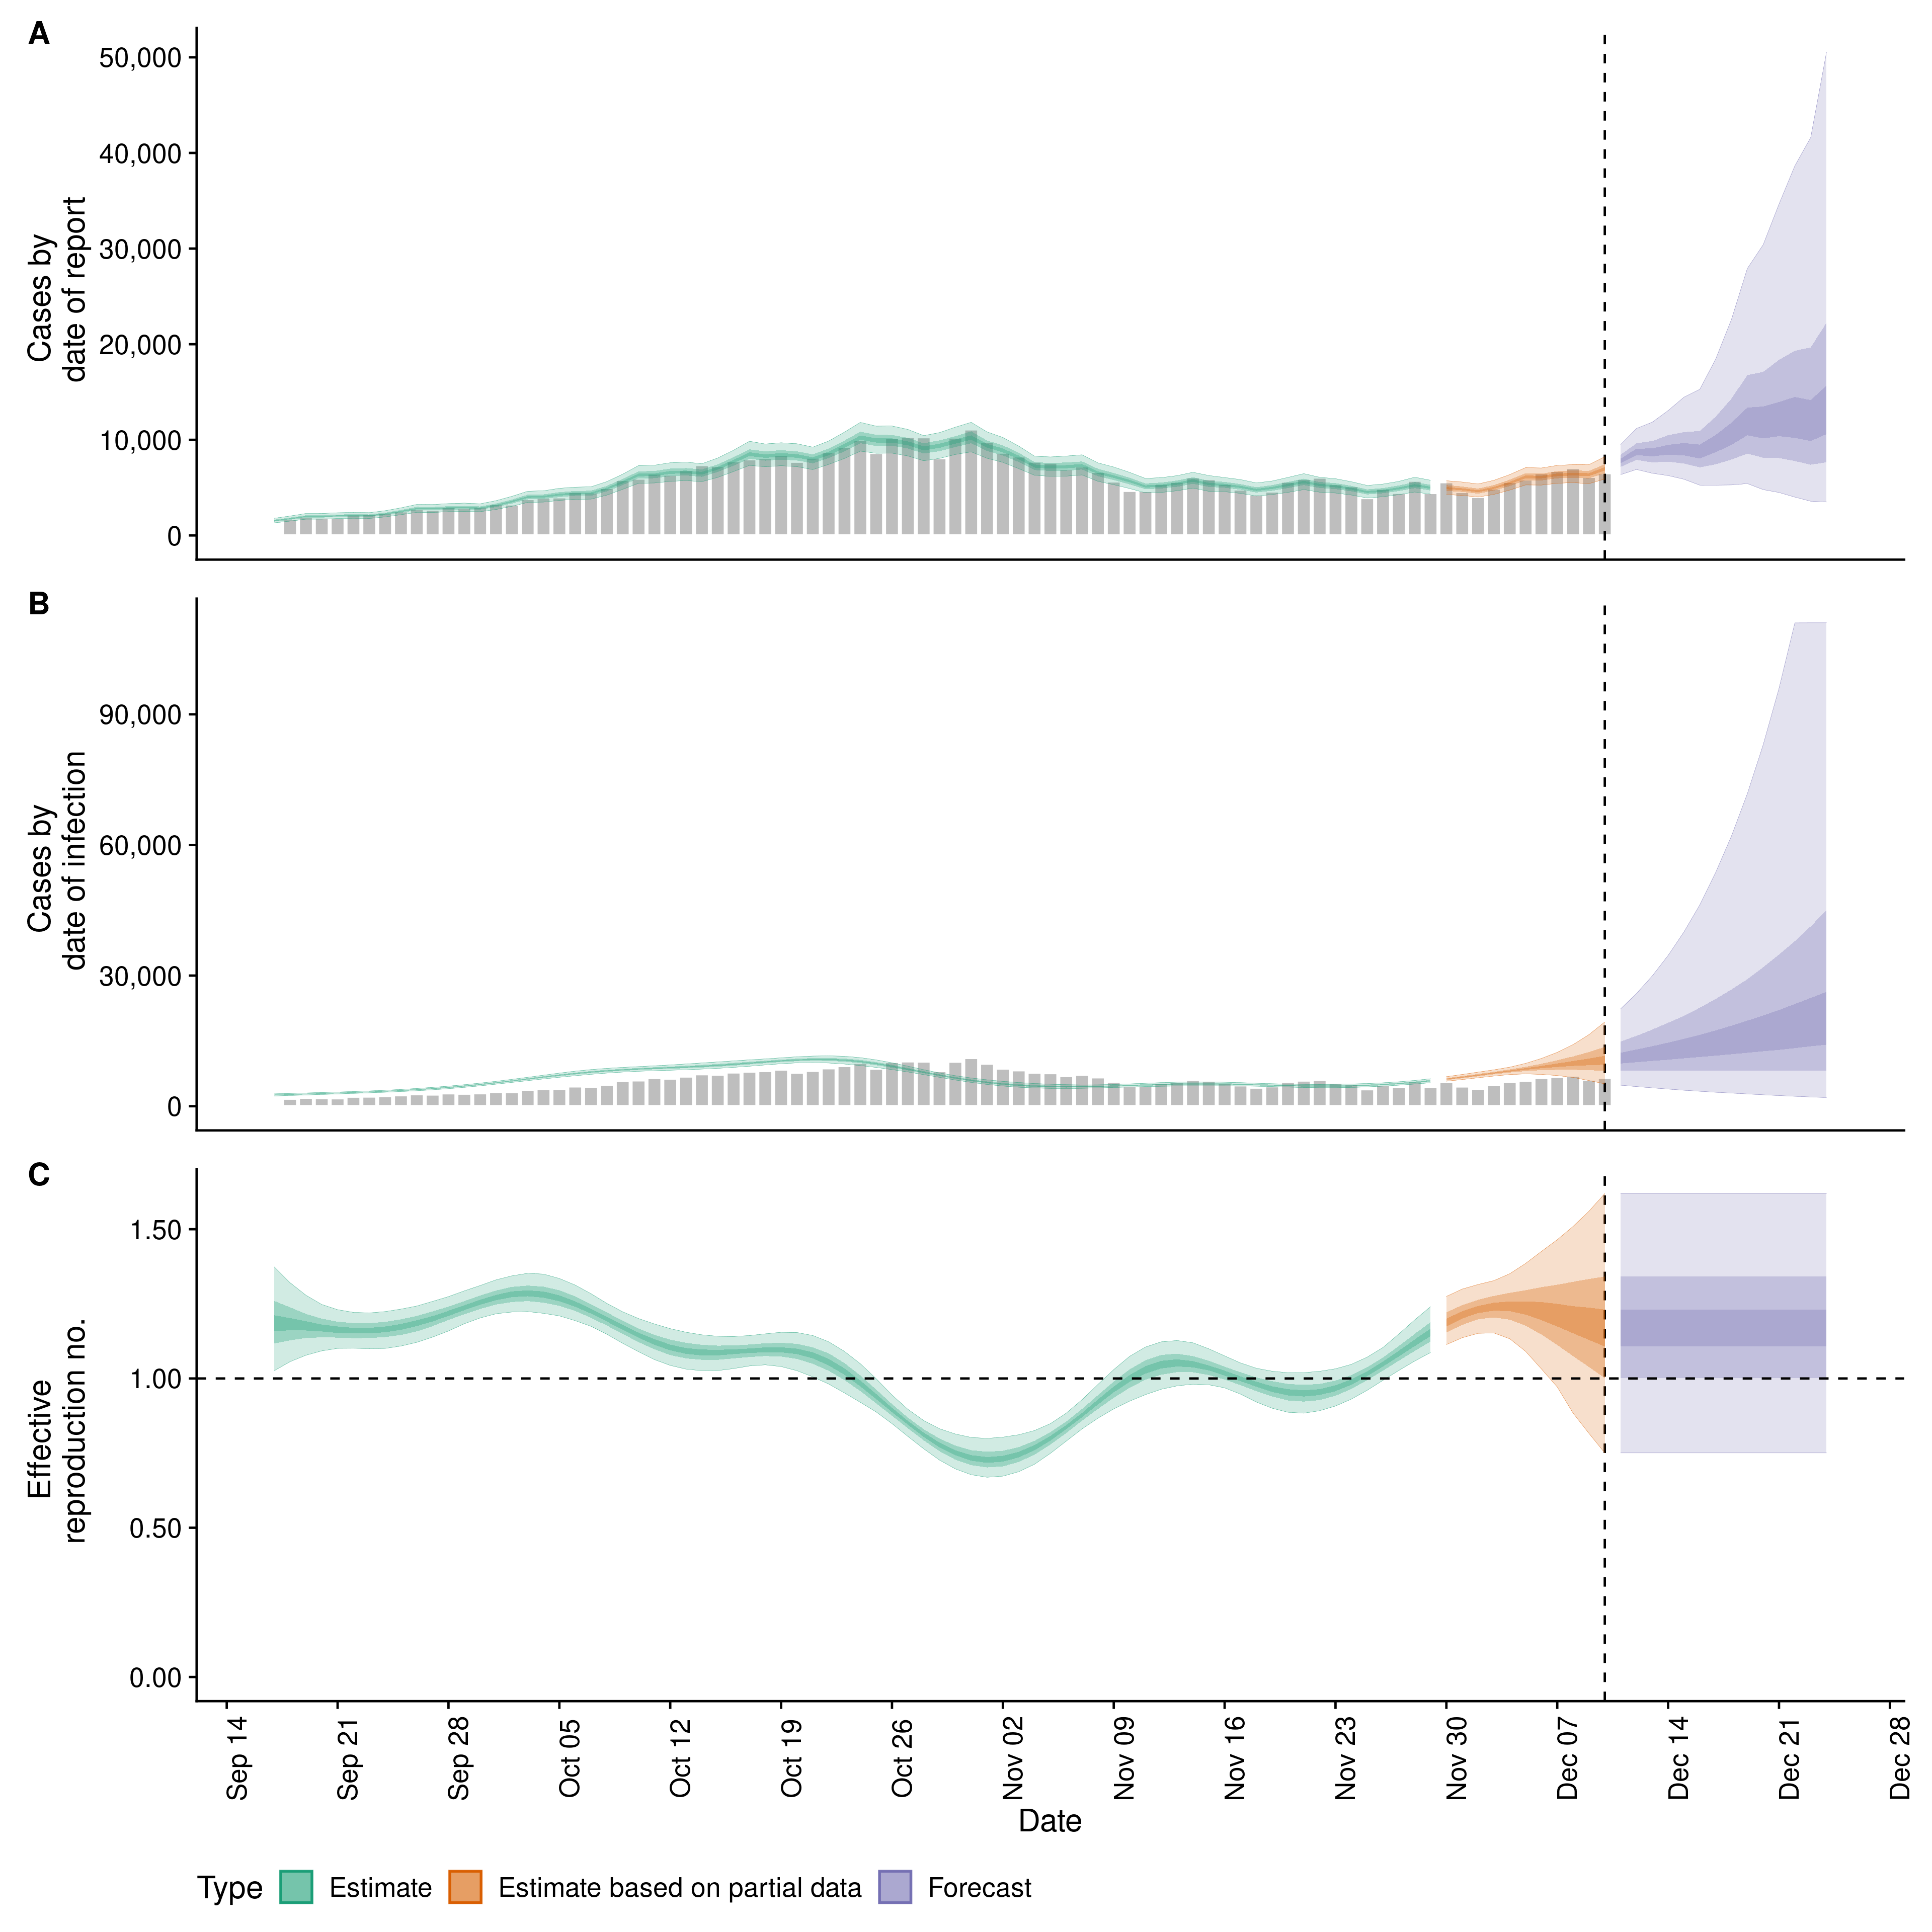 A
50,000
40,000
30,000
20,000
10,000
0
Cases by
date of report
B
90,000
60,000
30,000
0
Cases by
date of infection
C
1.50
1.00
0.50
0.00
Effective
reproduction no.
Sep 14
Sep 21
Sep 28
Oct 05
Oct 12
Oct 19
Oct 26
Nov 02
Nov 09
Nov 16
Nov 23
Nov 30
Dec 07
Dec 14
Dec 21
Dec 28
Date
Type Estimate Estimate based on partial data Forecast